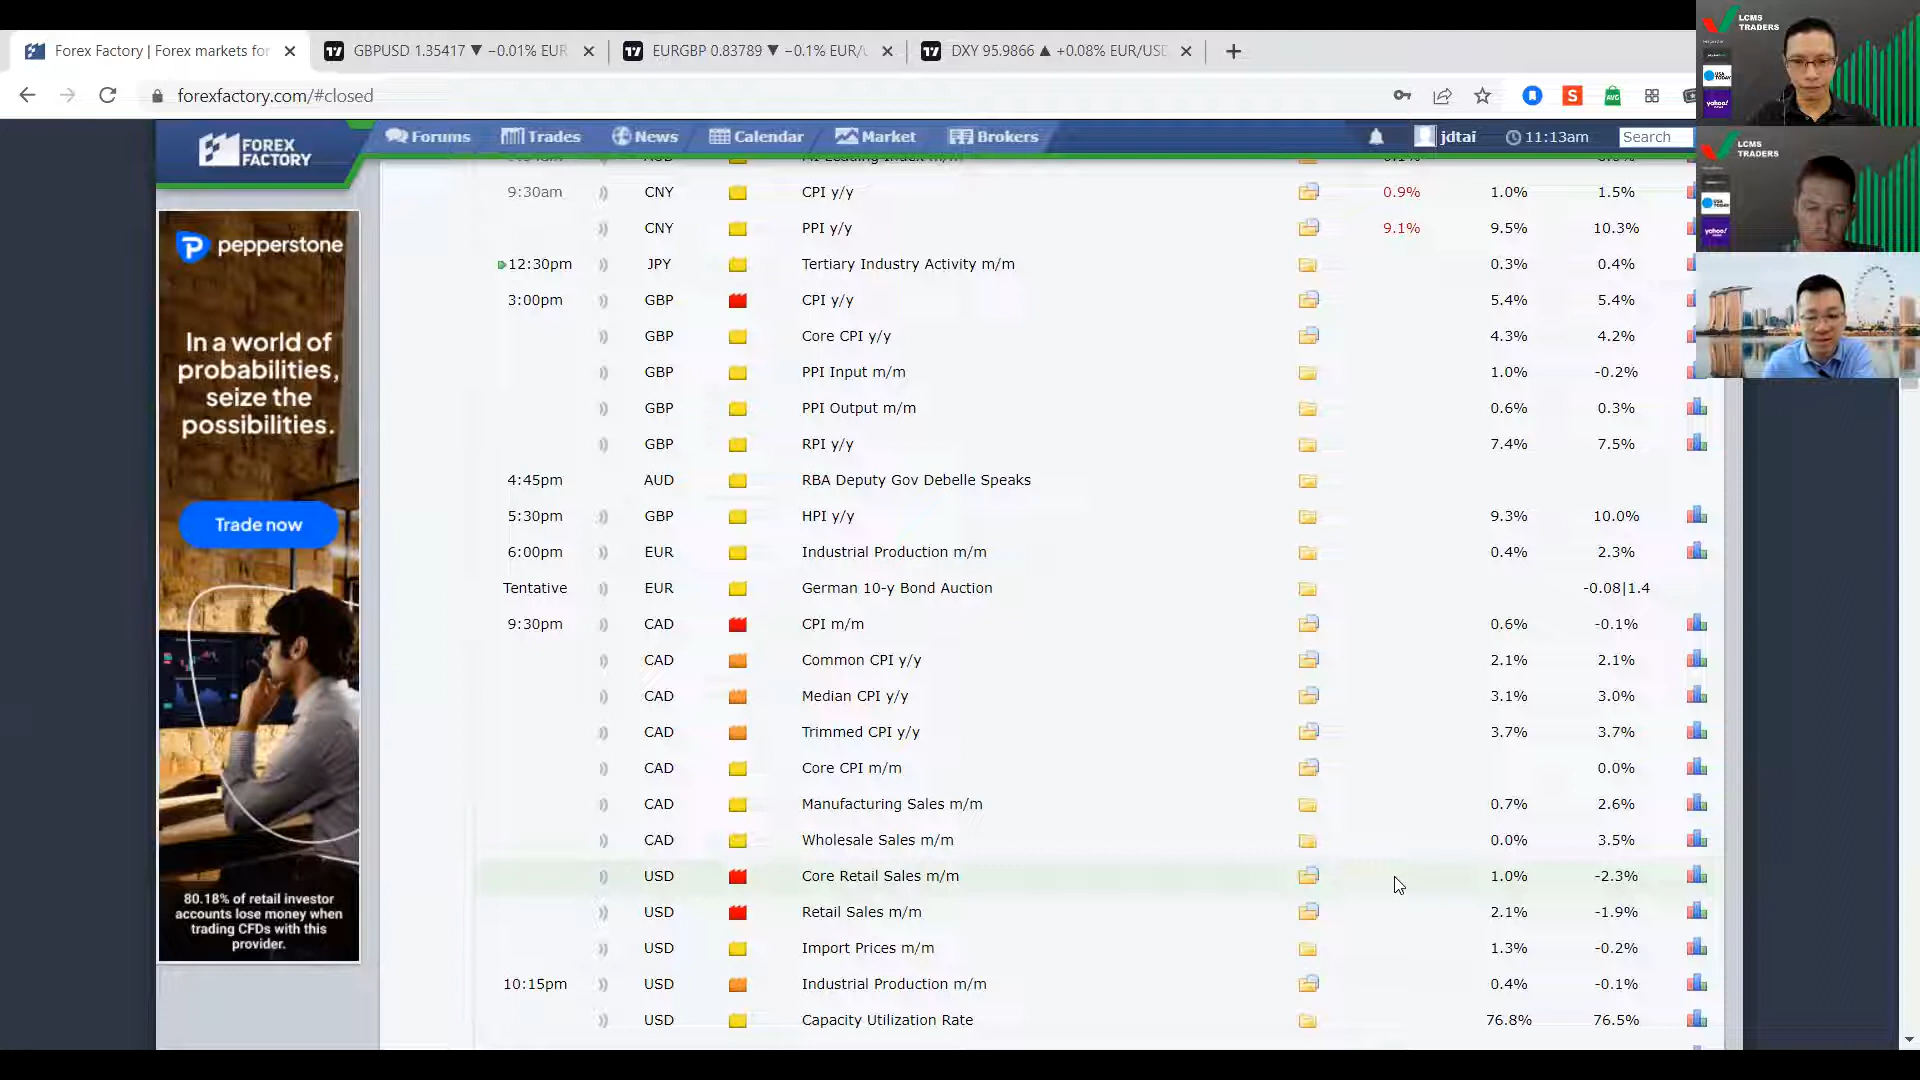 Forex Factory | Forex markets for
GBPUSD 1.35417 ▼ −0.01% EUR
EURGBP 0.83789 ▼ −0.1% EUR/U
DXY 95.9866 ▲ +0.08% EUR/USD
forexfactory.com/#closed
FOREX FACTORY
Forums Trades News Calendar Market Brokers
jdtai 11:13am Search
9:30am CNY CPI y/y 0.9% 1.0% 1.5%
CNY PPI y/y 9.1% 9.5% 10.3%
12:30pm JPY Tertiary Industry Activity m/m 0.3% 0.4%
3:00pm GBP CPI y/y 5.4% 5.4%
GBP Core CPI y/y 4.3% 4.2%
GBP PPI Input m/m 1.0% -0.2%
GBP PPI Output m/m 0.6% 0.3%
GBP RPI y/y 7.4% 7.5%
4:45pm AUD RBA Deputy Gov Debelle Speaks
5:30pm GBP HPI y/y 9.3% 10.0%
6:00pm EUR Industrial Production m/m 0.4% 2.3%
Tentative EUR German 10-y Bond Auction -0.08|1.4
9:30pm CAD CPI m/m 0.6% -0.1%
CAD Common CPI y/y 2.1% 2.1%
CAD Median CPI y/y 3.1% 3.0%
CAD Trimmed CPI y/y 3.7% 3.7%
CAD Core CPI m/m 0.0%
CAD Manufacturing Sales m/m 0.7% 2.6%
CAD Wholesale Sales m/m 0.0% 3.5%
USD Core Retail Sales m/m 1.0% -2.3%
USD Retail Sales m/m 2.1% -1.9%
USD Import Prices m/m 1.3% -0.2%
10:15pm USD Industrial Production m/m 0.4% -0.1%
USD Capacity Utilization Rate 76.8% 76.5%
pepperstone
In a world of
probabilities,
seize the
possibilities.
Trade now
80.18% of retail investor
accounts lose money when
trading CFDs with this
provider.
LCMS
TRADERS
USA TODAY
yahoo!
LCMS
TRADERS
USA TODAY
yahoo!